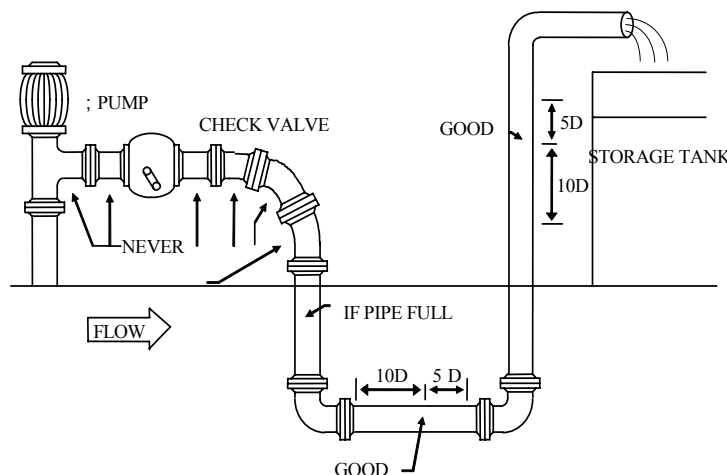 ; PUMP
CHECK VALVE
GOOD
5D
STORAGE TANK
10D
NEVER
IF PIPE FULL
FLOW
10D
5 D
GOOD